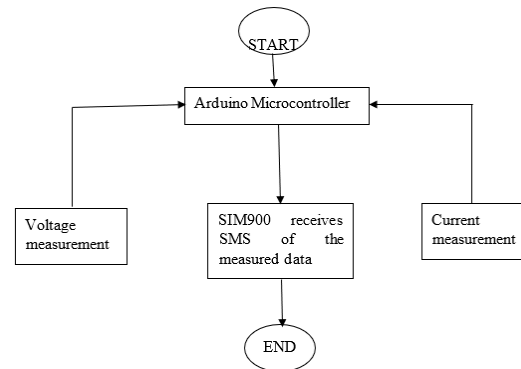 START
Arduino Microcontroller
Voltage
measurement
SIM900 receives
SMS of the
measured data
Current
measurement
END